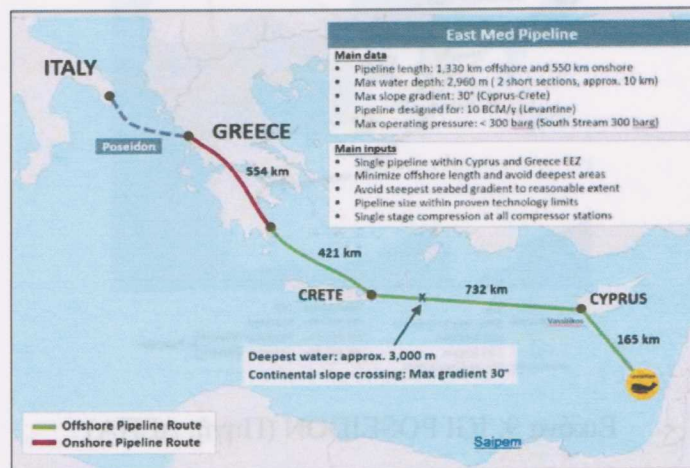 East Med Pipeline
Main data
• Pipeline length: 1,330 km offshore and 550 km onshore
• Max water depth: 2,960 m ( 2 short sections, approx. 10 km)
• Max slope gradient: 30° (Cyprus-Crete)
• Pipeline designed for: 10 BCM/y (Levantine)
• Max operating pressure: < 300 barg (South Stream 300 barg)
Main inputs
• Single pipeline within Cyprus and Greece EEZ
• Minimize offshore length and avoid deepest areas
• Avoid steepest seabed gradient to reasonable extent
• Pipeline size within proven technology limits
• Single stage compression at all compressor stations
ITALY
Poseidon
GREECE
554 km
421 km
CRETE
732 km
CYPRUS
Vassilikos
165 km
Deepest water: approx. 3,000 m
Continental slope crossing: Max gradient 30°
Offshore Pipeline Route
Onshore Pipeline Route
Saipem